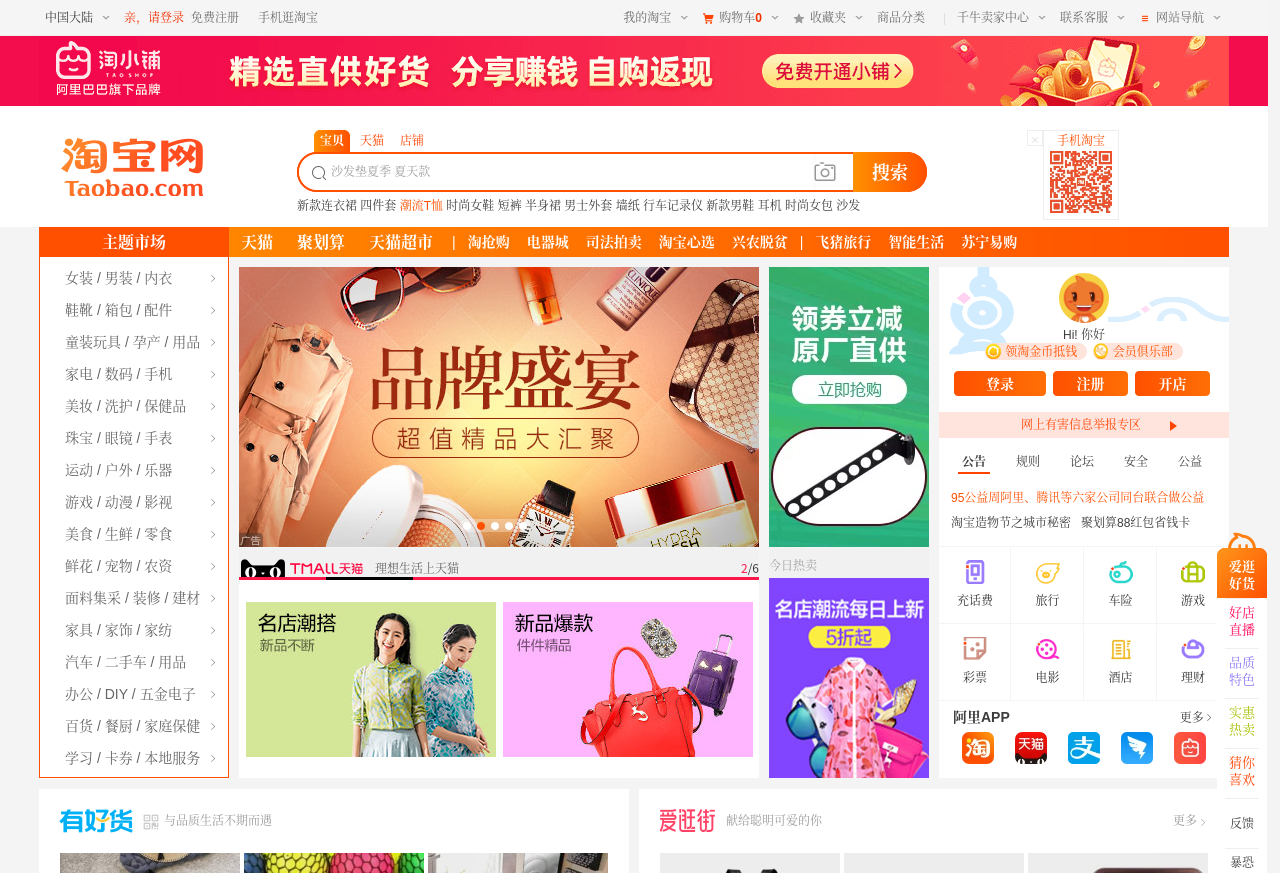 中国大陆 亲，请登录 免费注册 手机逛淘宝 我的淘宝 购物车0 收藏夹 商品分类 千牛卖家中心 联系客服 网站导航
淘小铺
TAO SHOP
阿里巴巴旗下品牌
精选直供好货 分享赚钱 自购返现 免费开通小铺
宝贝 天猫 店铺
手机淘宝
淘宝网
Taobao.com
沙发垫夏季 夏天款
搜索
新款连衣裙 四件套 潮流T恤 时尚女鞋 短裤 半身裙 男士外套 墙纸 行车记录仪 新款男鞋 耳机 时尚女包 沙发
主题市场 天猫 聚划算 天猫超市 | 淘抢购 电器城 司法拍卖 淘宝心选 兴农脱贫 | 飞猪旅行 智能生活 苏宁易购
女装 / 男装 / 内衣
鞋靴 / 箱包 / 配件
童装玩具 / 孕产 / 用品
家电 / 数码 / 手机
美妆 / 洗护 / 保健品
珠宝 / 眼镜 / 手表
运动 / 户外 / 乐器
游戏 / 动漫 / 影视
美食 / 生鲜 / 零食
鲜花 / 宠物 / 农资
面料集采 / 装修 / 建材
家具 / 家饰 / 家纺
汽车 / 二手车 / 用品
办公 / DIY / 五金电子
百货 / 餐厨 / 家庭保健
学习 / 卡券 / 本地服务
品牌盛宴
超值精品大汇聚
HYDRA
广告
领券立减
原厂直供
立即抢购
Hi! 你好
领淘金币抵钱 会员俱乐部
登录 注册 开店
网上有害信息举报专区
公告 规则 论坛 安全 公益
95公益周阿里、腾讯等六家公司同台联合做公益
淘宝造物节之城市秘密 聚划算88红包省钱卡
TMALL天猫 理想生活上天猫 2/6
名店潮搭
新品不断
新品爆款
件件精品
今日热卖
名店潮流每日上新
5折起
充话费 旅行 车险 游戏
彩票 电影 酒店 理财
阿里APP 更多
淘 天猫 支
爱逛
好货
好店
直播
品质
特色
实惠
热卖
猜你
喜欢
反馈
暴恐
有好货 与品质生活不期而遇
爱逛街 献给聪明可爱的你 更多